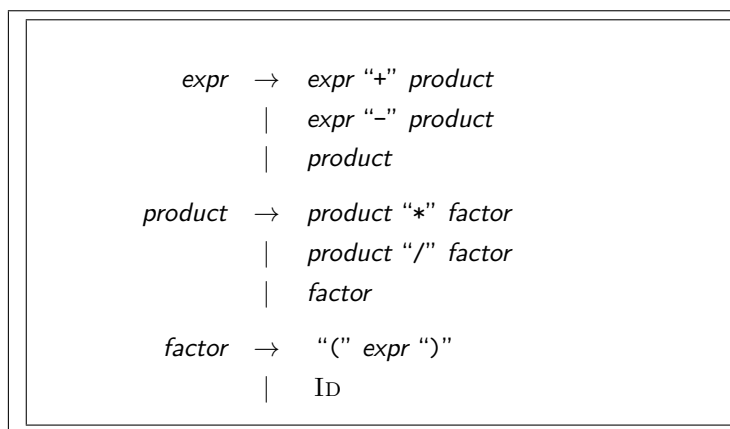 expr → expr “+” product
| expr “-” product
| product
product → product “*” factor
| product “/” factor
| factor
factor → “(” expr “)”
| ID